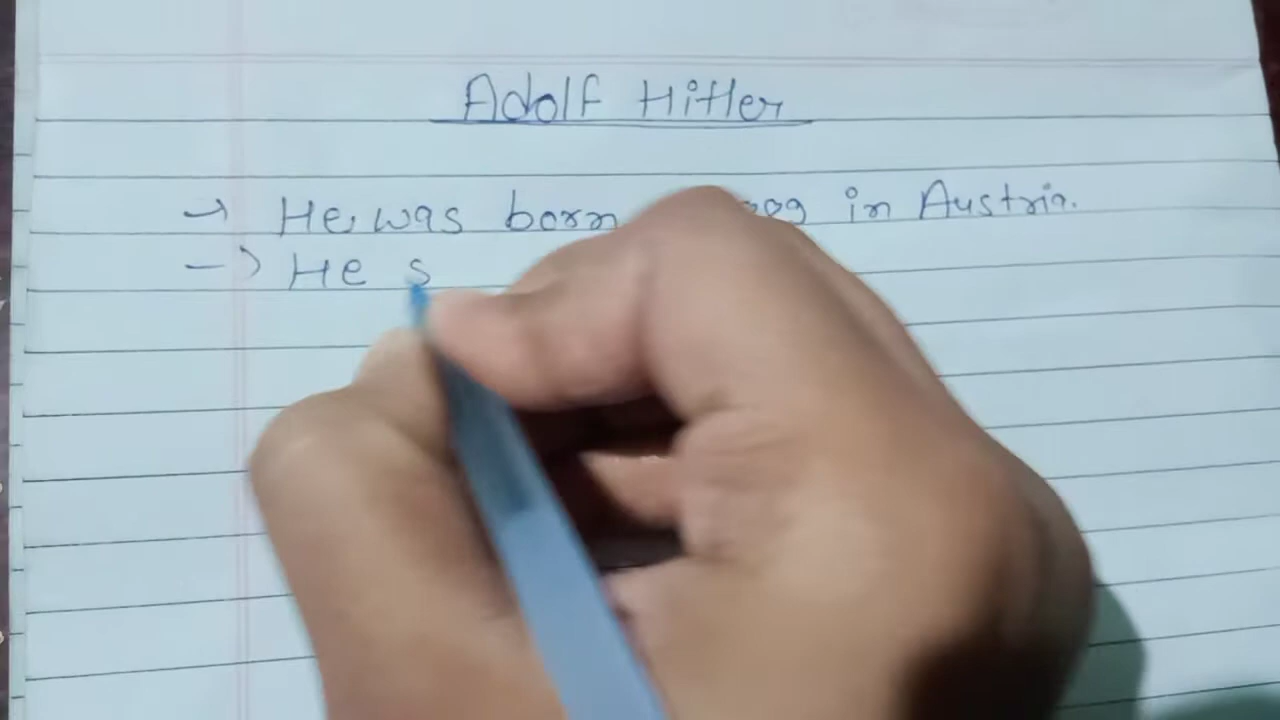 Adolf Hitler
→ He was born in Austria.
→ He s